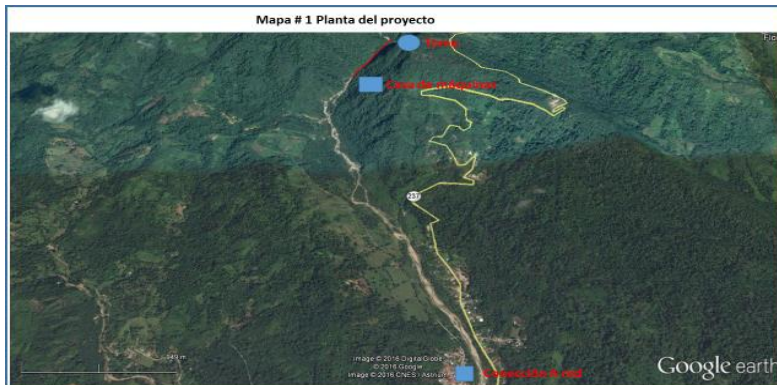 Mapa # 1 Planta del proyecto
Toma
Casa de máquinas
237
Conexión A red
image © 2016 DigitalGlobe
© 2016 Google
image © 2016 CNES / Astrium
Google earth